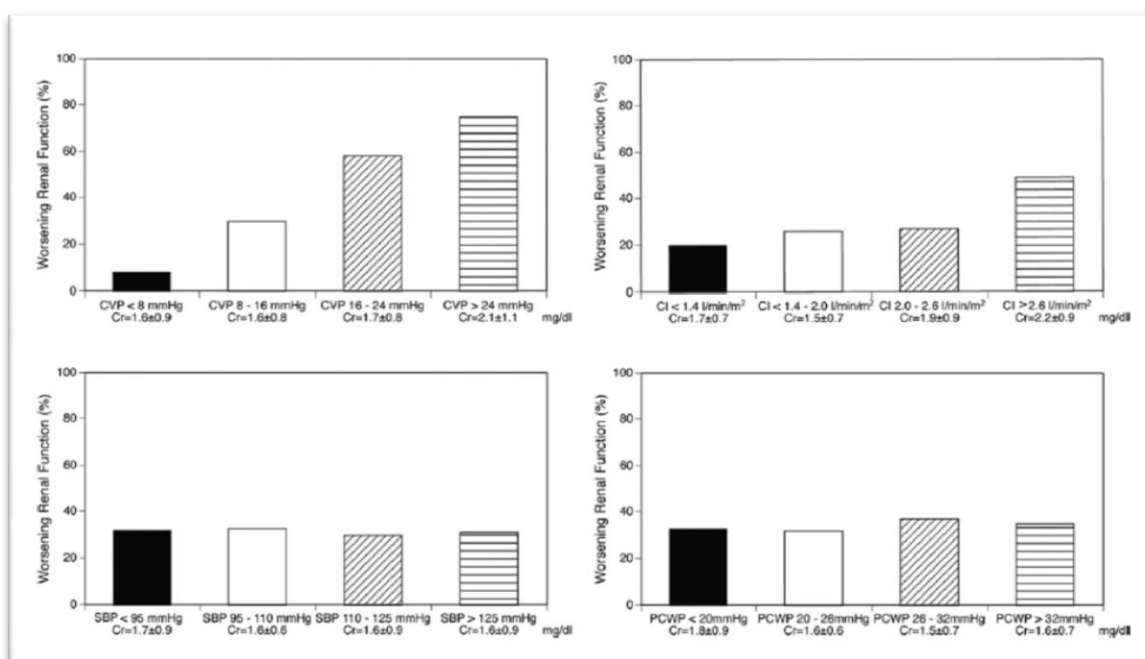 Worsening Renal Function (%)
100
80
60
40
20
0
CVP < 8 mmHg CVP 8 - 16 mmHg CVP 16 - 24 mmHg CVP > 24 mmHg
Cr=1.6±0.9 Cr=1.6±0.8 Cr=1.7±0.8 Cr=2.1±1.1 mg/dl
Worsening Renal Function (%)
100
80
60
40
20
0
CI < 1.4 l/min/m² CI < 1.4 - 2.0 l/min/m² CI 2.0 - 2.6 l/min/m² CI > 2.6 l/min/m²
Cr=1.7±0.7 Cr=1.5±0.7 Cr=1.9±0.9 Cr=2.2±0.9 mg/dl
Worsening Renal Function (%)
100
80
60
40
20
0
SBP < 95 mmHg SBP 95 - 110 mmHg SBP 110 - 125 mmHg SBP > 125 mmHg
Cr=1.7±0.9 Cr=1.6±0.6 Cr=1.6±0.9 Cr=1.6±0.9 mg/dl
Worsening Renal Function (%)
100
80
60
40
20
0
PCWP < 20mmHg PCWP 20 - 26mmHg PCWP 26 - 32mmHg PCWP > 32mmHg
Cr=1.8±0.9 Cr=1.6±0.6 Cr=1.5±0.7 Cr=1.6±0.7 mg/dl